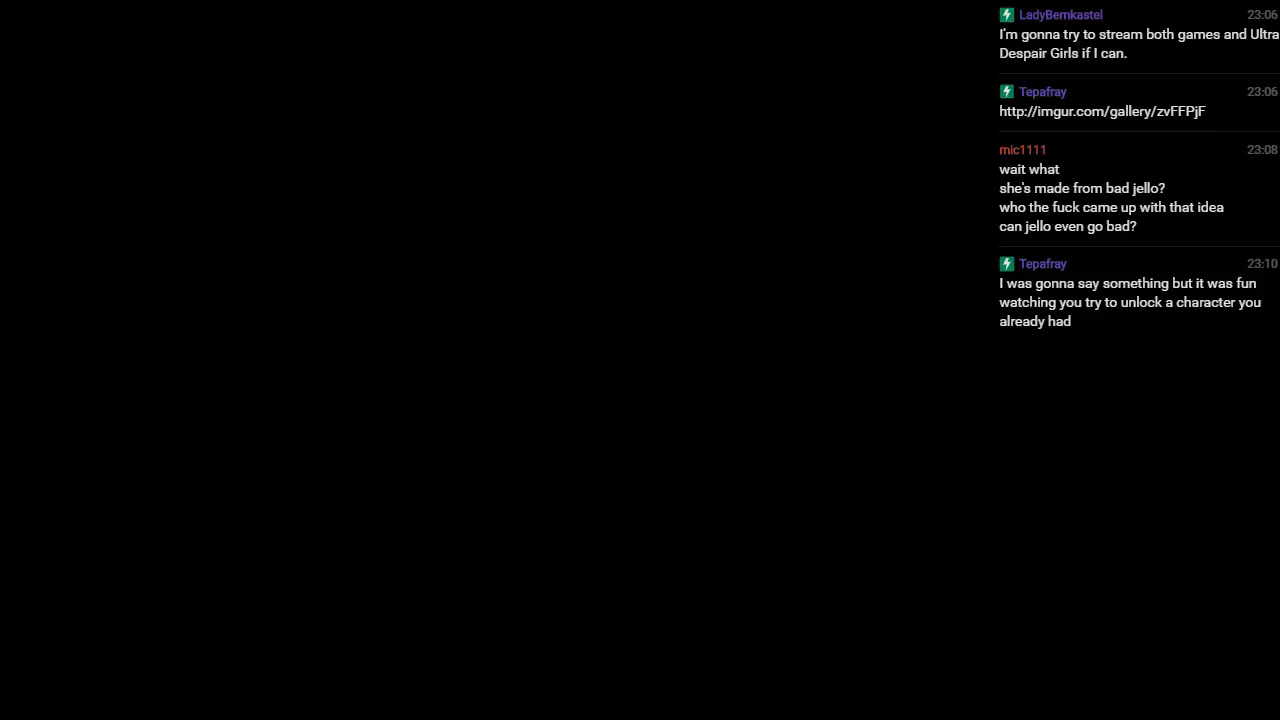 LadyBernkastel 23:06
I'm gonna try to stream both games and Ultra
Despair Girls if I can.
Tepafray 23:06
http://imgur.com/gallery/zvFFPjF
mic1111 23:08
wait what
she's made from bad jello?
who the fuck came up with that idea
can jello even go bad?
Tepafray 23:10
I was gonna say something but it was fun
watching you try to unlock a character you
already had